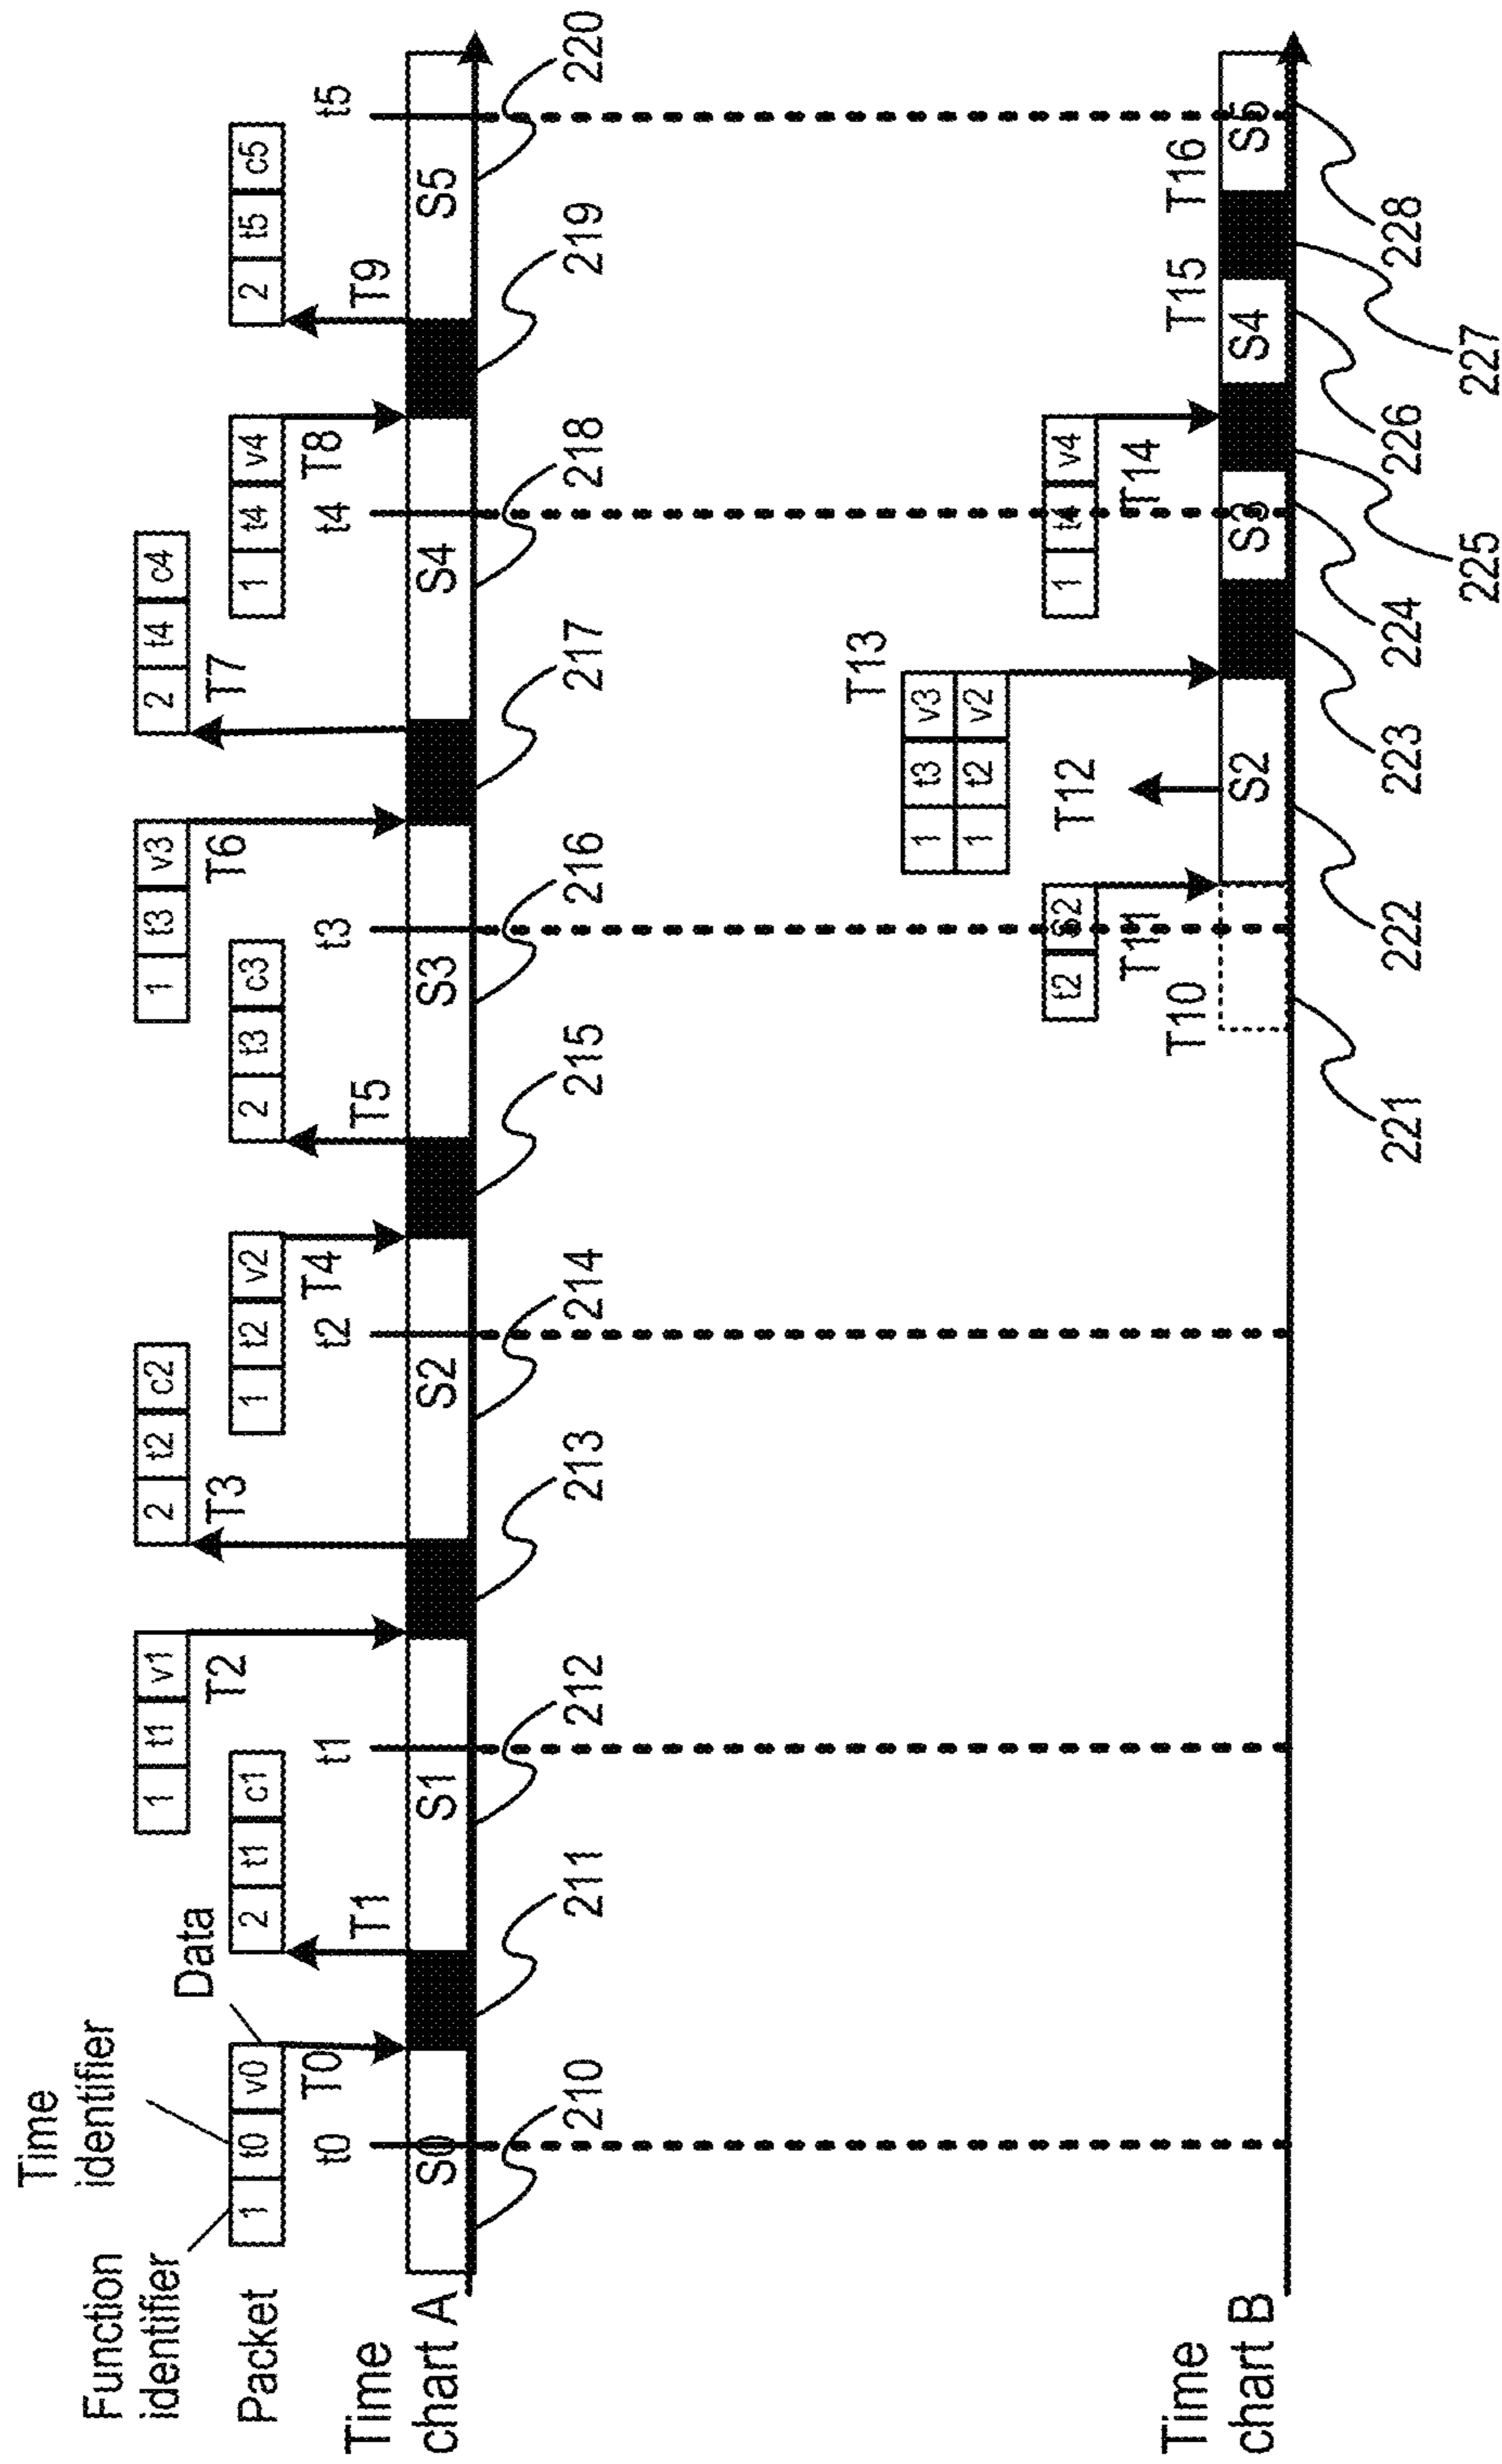 Function
identifier
Time
identifier
Data
Packet
1 t0 v0
2 t1 c1
1 t1 v1
2 t2 c2
1 t2 v2
2 t3 c3
1 t3 v3
2 t4 c4
1 t4 v4
2 t5 c5
t0 T0 T1 t1 T2 T3 t2 T4 T5 t3 T6 T7 t4 T8 T9 t5
Time
chart A
S0 S1 S2 S3 S4 S5
210 211 212 213 214 215 216 217 218 219 220
t2 S2
1 t3 v3
1 t2 v2
1 t4 v4
T10 T11 T12 T13 T14 T15 T16
Time
chart B
S2 S3 S4 S5
221 222 223 224 225 226 227 228